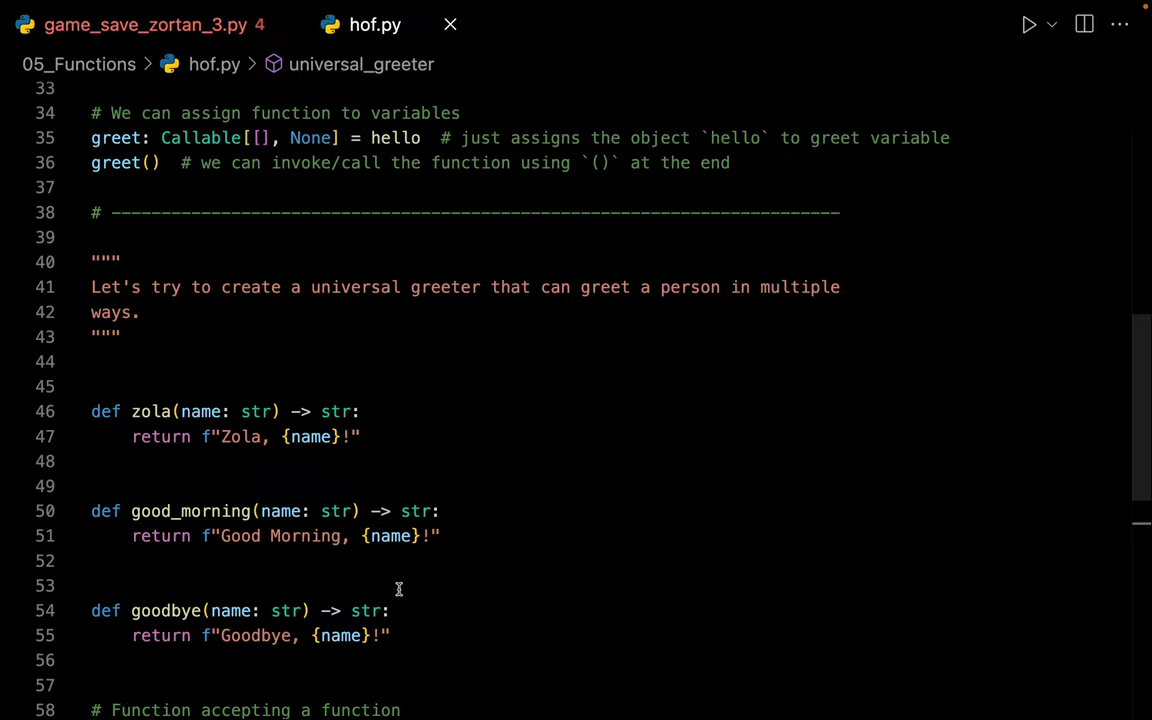 game_save_zortan_3.py 4 hof.py
05_Functions > hof.py > universal_greeter
33
34 # We can assign function to variables
35 greet: Callable[[], None] = hello  # just assigns the object `hello` to greet variable
36 greet()  # we can invoke/call the function using `()` at the end
37
38 # -------------------------------------------------------------------------
39
40 """
41 Let's try to create a universal greeter that can greet a person in multiple
42 ways.
43 """
44
45
46 def zola(name: str) -> str:
47     return f"Zola, {name}!"
48
49
50 def good_morning(name: str) -> str:
51     return f"Good Morning, {name}!"
52
53
54 def goodbye(name: str) -> str:
55     return f"Goodbye, {name}!"
56
57
58 # Function accepting a function